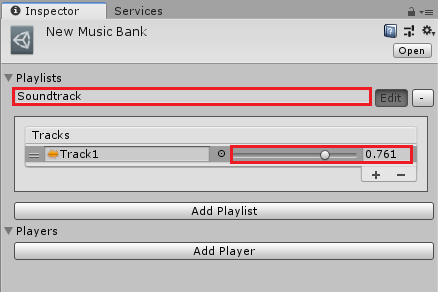 Inspector Services
New Music Bank
Open
Playlists
Soundtrack Edit -
Tracks
Track1 0.761
+ -
Add Playlist
Players
Add Player